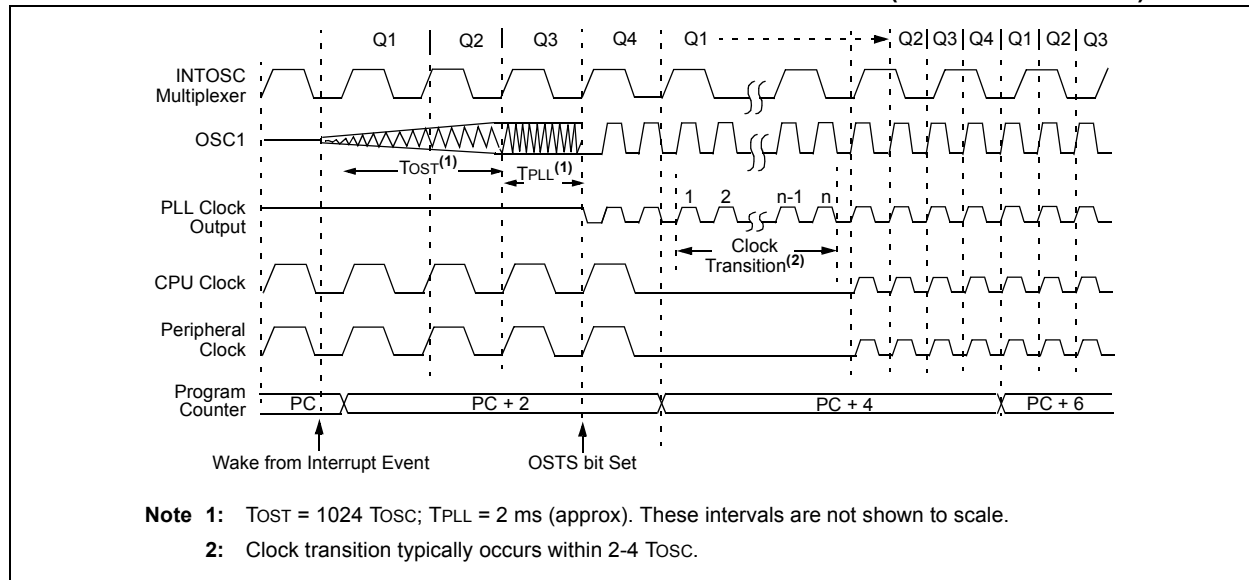 Q1 Q2 Q3 Q4 Q1 Q2 Q3 Q4 Q1 Q2 Q3
INTOSC
Multiplexer
OSC1
TOST(1)
TPLL(1)
PLL Clock
Output
1 2 n-1 n
Clock
Transition(2)
CPU Clock
Peripheral
Clock
Program
Counter
PC PC + 2 PC + 4 PC + 6
Wake from Interrupt Event
OSTS bit Set
Note 1: TOST = 1024 TOSC; TPLL = 2 ms (approx). These intervals are not shown to scale.
2: Clock transition typically occurs within 2-4 TOSC.